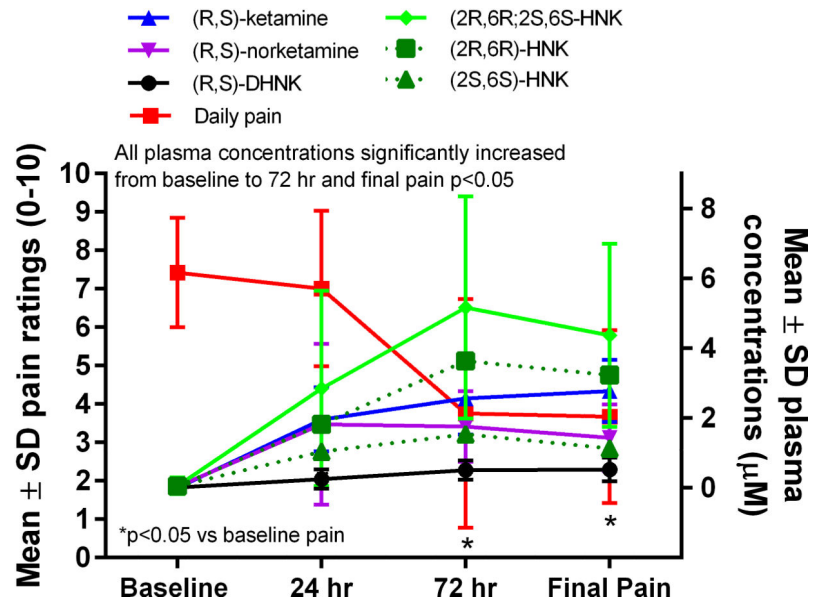 (R,S)-ketamine
(R,S)-norketamine
(R,S)-DHNK
Daily pain
(2R,6R;2S,6S-HNK
(2R,6R)-HNK
(2S,6S)-HNK
All plasma concentrations significantly increased
from baseline to 72 hr and final pain p<0.05
Mean ± SD pain ratings (0-10)
10
9
8
7
6
5
4
3
2
1
0
8
6
4
2
0
Mean ± SD plasma
concentrations (µM)
*p<0.05 vs baseline pain
*
*
Baseline
24 hr
72 hr
Final Pain